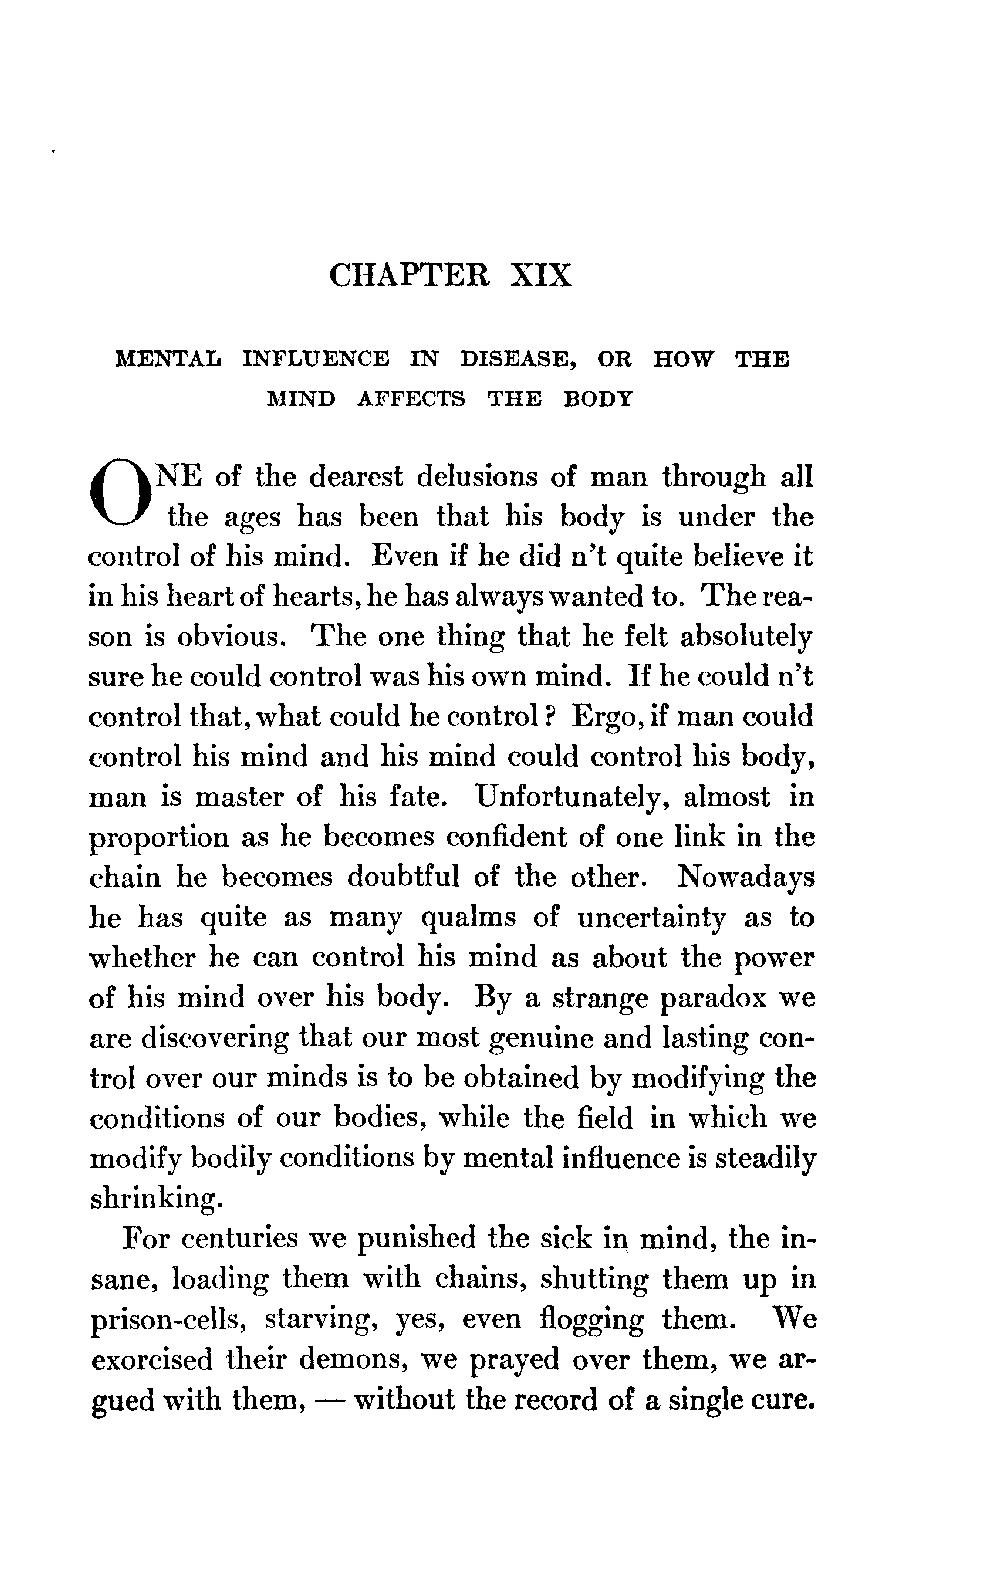 CHAPTER XIX
MENTAL INFLUENCE IN DISEASE, OR HOW THE
MIND AFFECTS THE BODY
ONE of the dearest delusions of man through all
the ages has been that his body is under the
control of his mind. Even if he did n't quite believe it
in his heart of hearts, he has always wanted to. The rea-
son is obvious. The one thing that he felt absolutely
sure he could control was his own mind. If he could n't
control that, what could he control? Ergo, if man could
control his mind and his mind could control his body,
man is master of his fate. Unfortunately, almost in
proportion as he becomes confident of one link in the
chain he becomes doubtful of the other. Nowadays
he has quite as many qualms of uncertainty as to
whether he can control his mind as about the power
of his mind over his body. By a strange paradox we
are discovering that our most genuine and lasting con-
trol over our minds is to be obtained by modifying the
conditions of our bodies, while the field in which we
modify bodily conditions by mental influence is steadily
shrinking.
For centuries we punished the sick in mind, the in-
sane, loading them with chains, shutting them up in
prison-cells, starving, yes, even flogging them. We
exorcised their demons, we prayed over them, we ar-
gued with them, — without the record of a single cure.